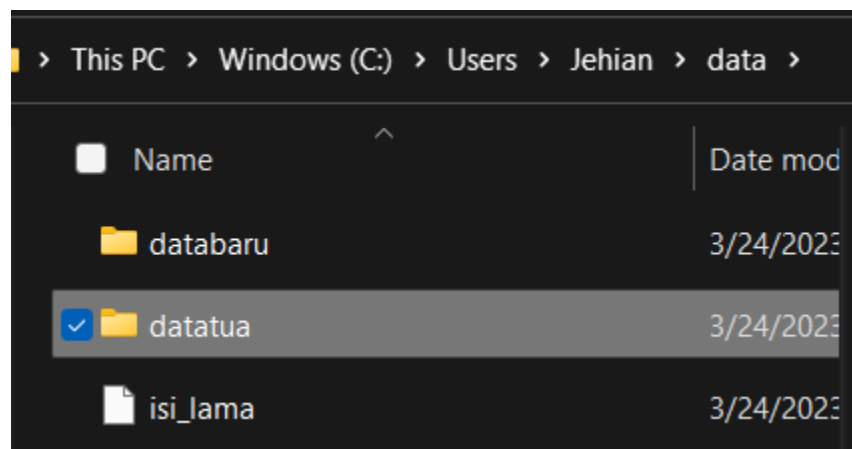 > This PC > Windows (C:) > Users > Jehian > data >
Name Date mod
databaru 3/24/2023
datatua 3/24/2023
isi_lama 3/24/2023